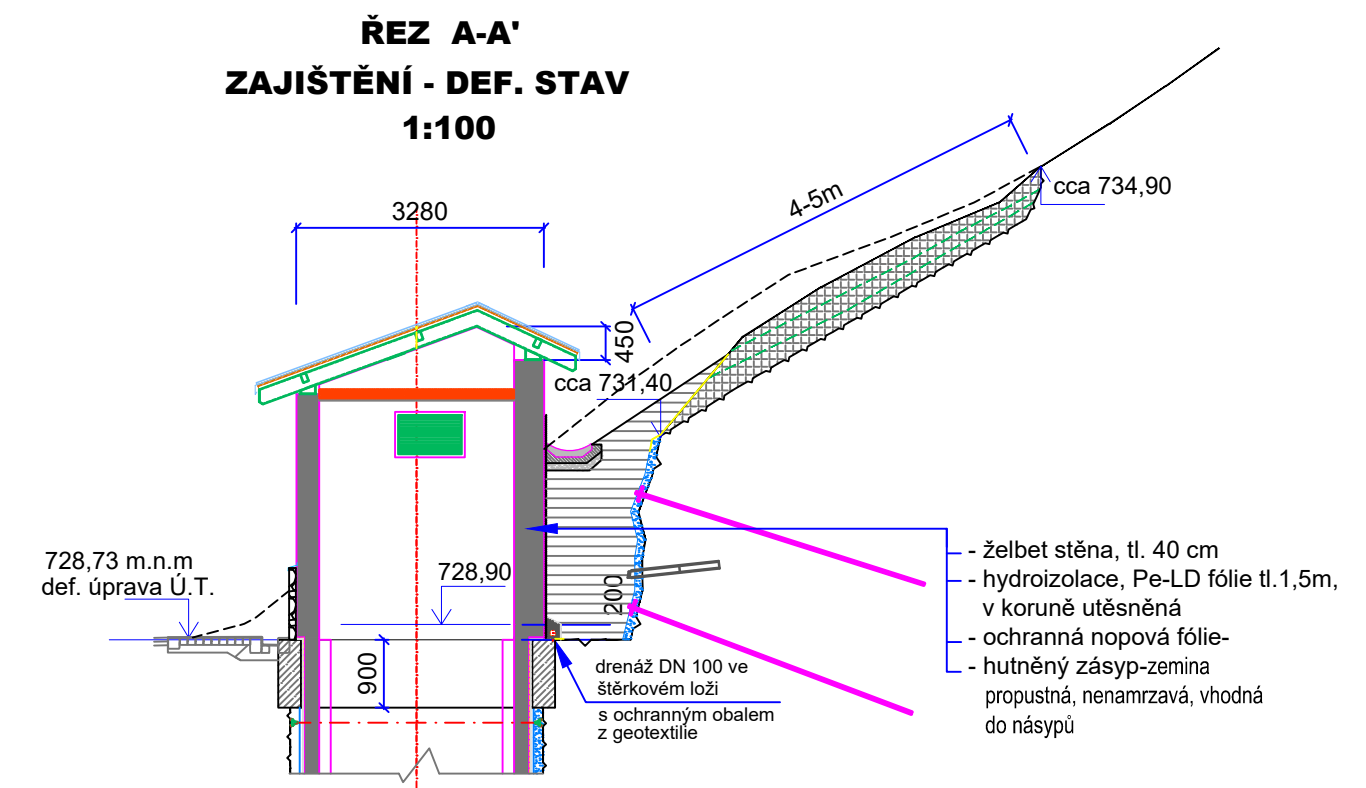 ŘEZ A-A'
ZAJIŠTĚNÍ - DEF. STAV
1:100
3280
4-5m
cca 734,90
450
cca 731,40
728,73 m.n.m
def. úprava Ú.T.
728,90
200
900
drenáž DN 100 ve
štěrkovém loži
s ochranným obalem
z geotextilie
- želbet stěna, tl. 40 cm
- hydroizolace, Pe-LD fólie tl.1,5m,
v koruně utěsněná
- ochranná nopová fólie-
- hutněný zásyp-zemina
propustná, nenamrzavá, vhodná
do násypů